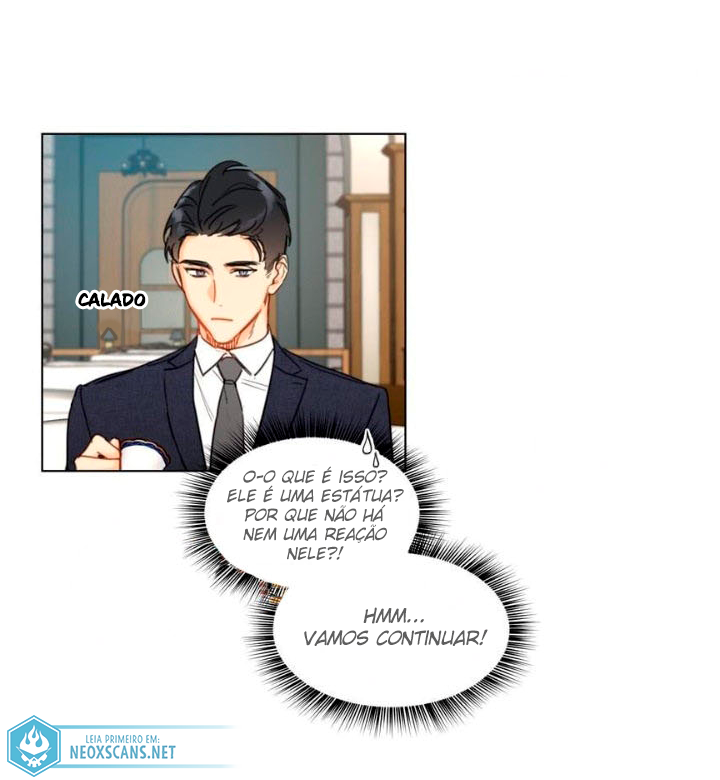 CALADO
O-O QUE É ISSO?
ELE É UMA ESTÁTUA?
POR QUE NÃO HÁ
NEM UMA REAÇÃO
NELE?!
HMM...
VAMOS CONTINUAR!
LEIA PRIMEIRO EM:
NEOXSCANS.NET